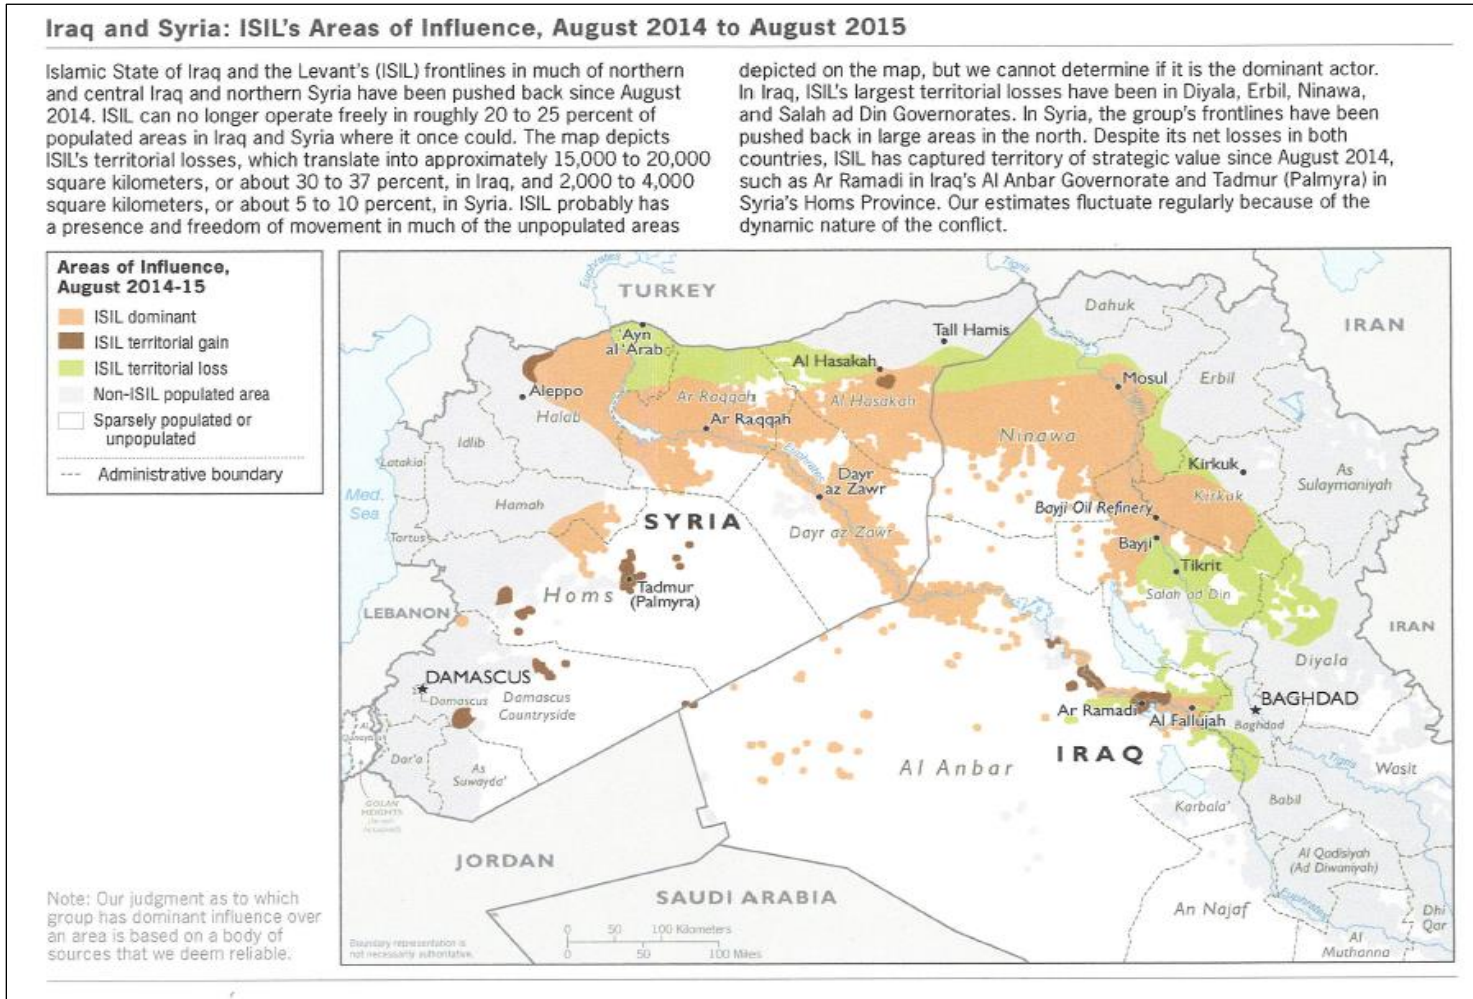 Iraq and Syria: ISIL's Areas of Influence, August 2014 to August 2015
Islamic State of Iraq and the Levant's (ISIL) frontlines in much of northern
and central Iraq and northern Syria have been pushed back since August
2014. ISIL can no longer operate freely in roughly 20 to 25 percent of
populated areas in Iraq and Syria where it once could. The map depicts
ISIL's territorial losses, which translate into approximately 15,000 to 20,000
square kilometers, or about 30 to 37 percent, in Iraq, and 2,000 to 4,000
square kilometers, or about 5 to 10 percent, in Syria. ISIL probably has
a presence and freedom of movement in much of the unpopulated areas
depicted on the map, but we cannot determine if it is the dominant actor.
In Iraq, ISIL's largest territorial losses have been in Diyala, Erbil, Ninawa,
and Salah ad Din Governorates. In Syria, the group's frontlines have been
pushed back in large areas in the north. Despite its net losses in both
countries, ISIL has captured territory of strategic value since August 2014,
such as Ar Ramadi in Iraq's Al Anbar Governorate and Tadmur (Palmyra) in
Syria's Homs Province. Our estimates fluctuate regularly because of the
dynamic nature of the conflict.
Areas of Influence,
August 2014-15
ISIL dominant
ISIL territorial gain
ISIL territorial loss
Non-ISIL populated area
Sparsely populated or
unpopulated
Administrative boundary
Note: Our judgment as to which
group has dominant influence over
an area is based on a body of
sources that we deem reliable.
Euphrates
Tigris
TURKEY
Dahuk
IRAN
'Ayn
al 'Arab
Tall Hamis
Al Hasakah
Mosul
Erbil
Aleppo
Halab
Ar Raqqah
Al Hasakah
Tigris
Ar Raqqah
Ninawa
Idlib
Latakia
Euphrates
Kirkuk
As
Sulaymaniyah
Dayr
az Zawr
Kirkuk
Med.
Sea
Hamah
Bayji Oil Refinery
SYRIA
Dayr az Zawr
Tartus
Bayji
Tikrit
Tadmur
(Palmyra)
Homs
Salah ad Din
LEBANON
IRAN
Diyala
DAMASCUS
Damascus
Damascus
Countryside
BAGHDAD
Baghdad
Ar Ramadi
Al Fallujah
Al
Qunaytirah
Dar'a
As
Suwayda'
IRAQ
Al Anbar
Tigris
Wasit
GOLAN
HEIGHTS
Karbala'
Babil
JORDAN
Al Qadisiyah
(Ad Diwaniyah)
SAUDI ARABIA
Euphrates
An Najaf
Dhi
Qar
Al
Muthanna
0 50 100 Kilometers
0 50 100 Miles
Boundary representation is
not necessarily authoritative.